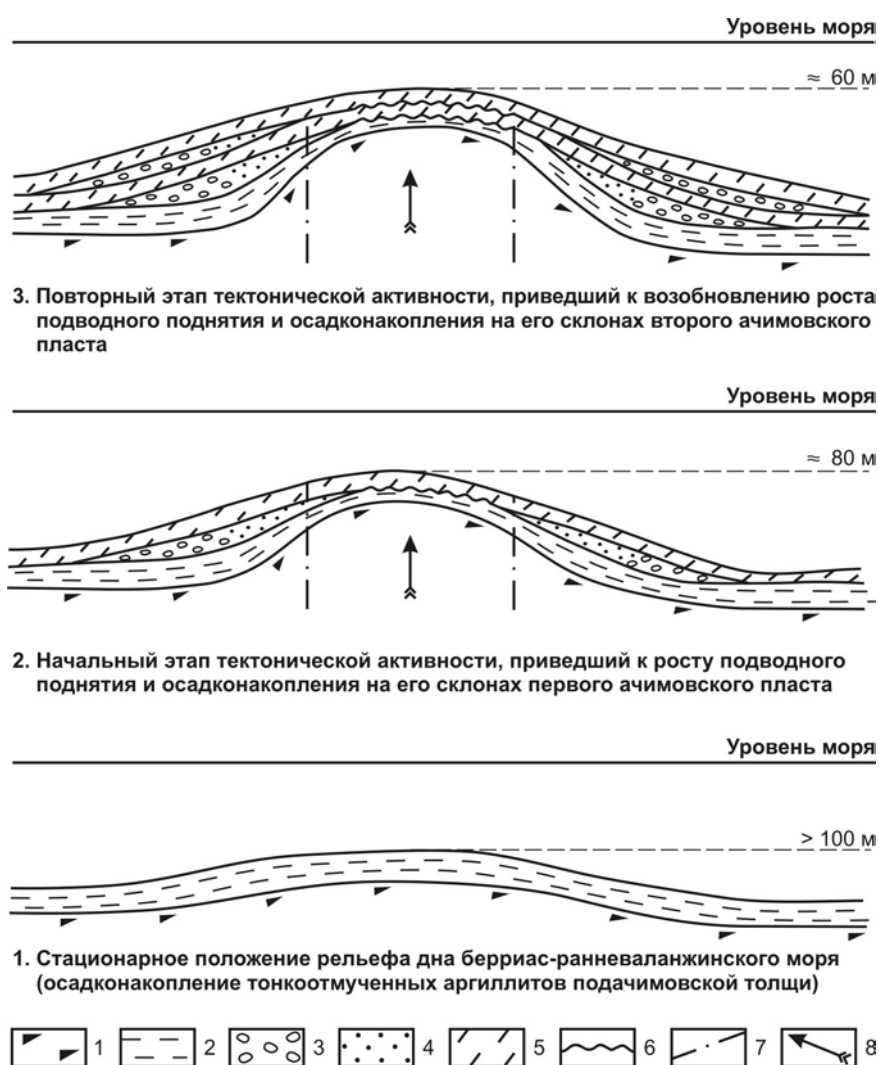 Уровень моря
≈ 60 м
3. Повторный этап тектонической активности, приведший к возобновлению роста
подводного поднятия и осадконакопления на его склонах второго ачимовского
пласта
Уровень моря
≈ 80 м
2. Начальный этап тектонической активности, приведший к росту подводного
поднятия и осадконакопления на его склонах первого ачимовского пласта
Уровень моря
> 100 м
1. Стационарное положение рельефа дна берриас-ранневаланжинского моря
(осадконакопление тонкоотмученных аргиллитов подачимовской толщи)
1 2 3 4 5 6 7 8